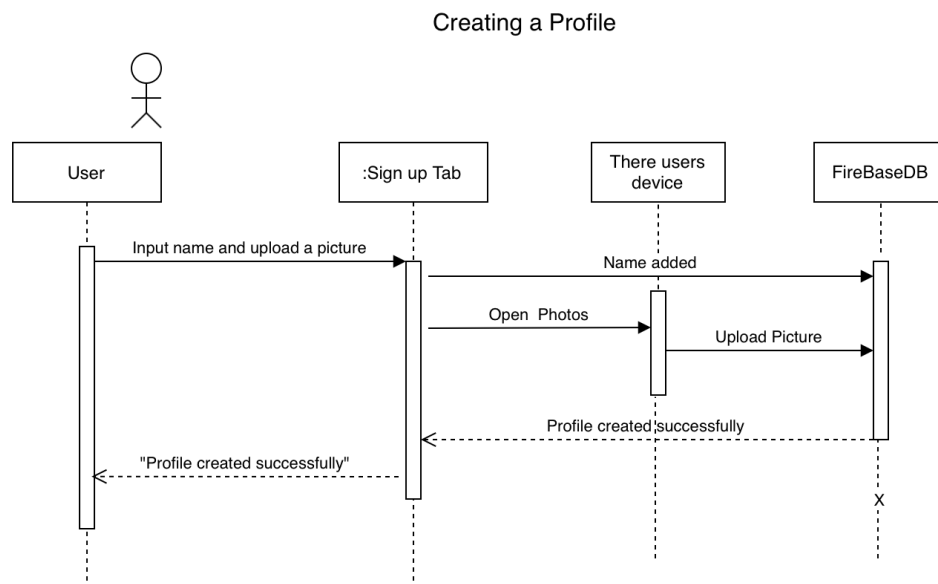 Creating a Profile
User
:Sign up Tab
There users
device
FireBaseDB
Input name and upload a picture
Name added
Open Photos
Upload Picture
Profile created successfully
"Profile created successfully"
X